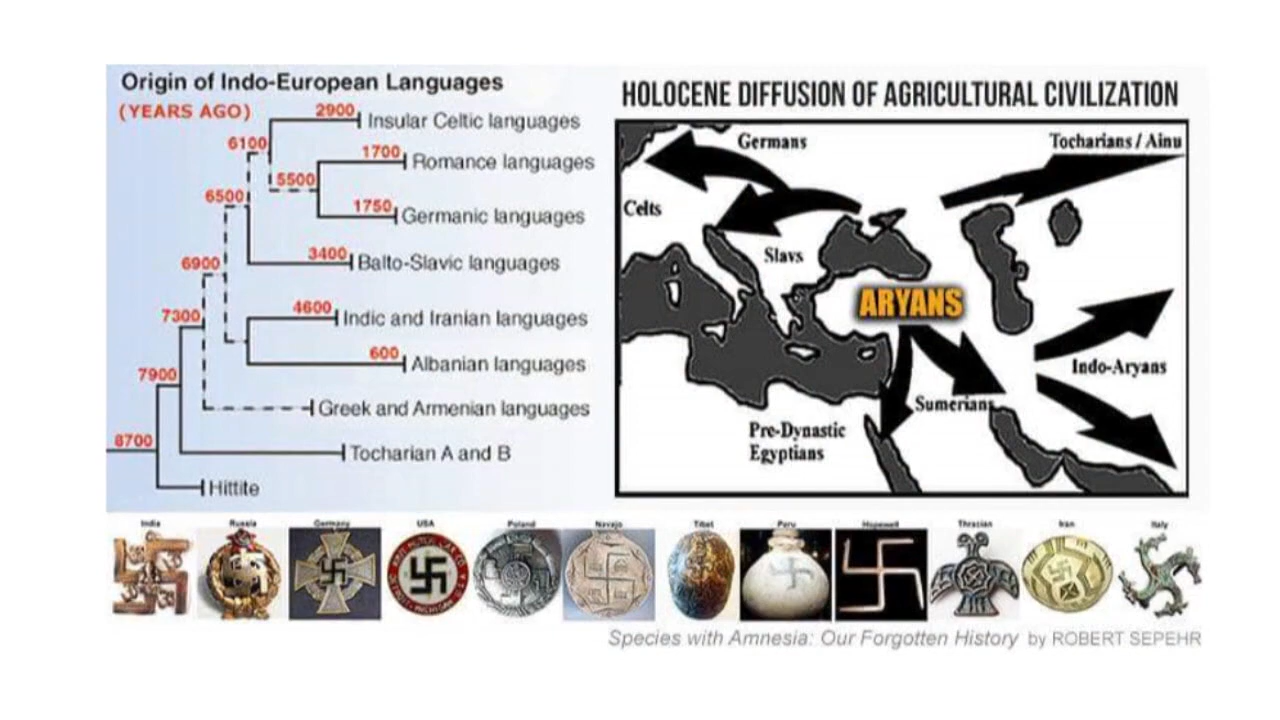 Origin of Indo-European Languages
(YEARS AGO)
2900
Insular Celtic languages
6100
1700
Romance languages
5500
6500
1750
Germanic languages
3400
Balto-Slavic languages
6900
4600
Indic and Iranian languages
7300
600
Albanian languages
7900
Greek and Armenian languages
8700
Tocharian A and B
Hittite
HOLOCENE DIFFUSION OF AGRICULTURAL CIVILIZATION
Germans
Tocharians / Ainu
Celts
Slavs
ARYANS
Indo-Aryans
Sumerians
Pre-Dynastic
Egyptians
India Russia Germany USA Poland Navajo Tibet Peru Hopewell Thracian Iran Italy
Species with Amnesia: Our Forgotten History by ROBERT SEPEHR